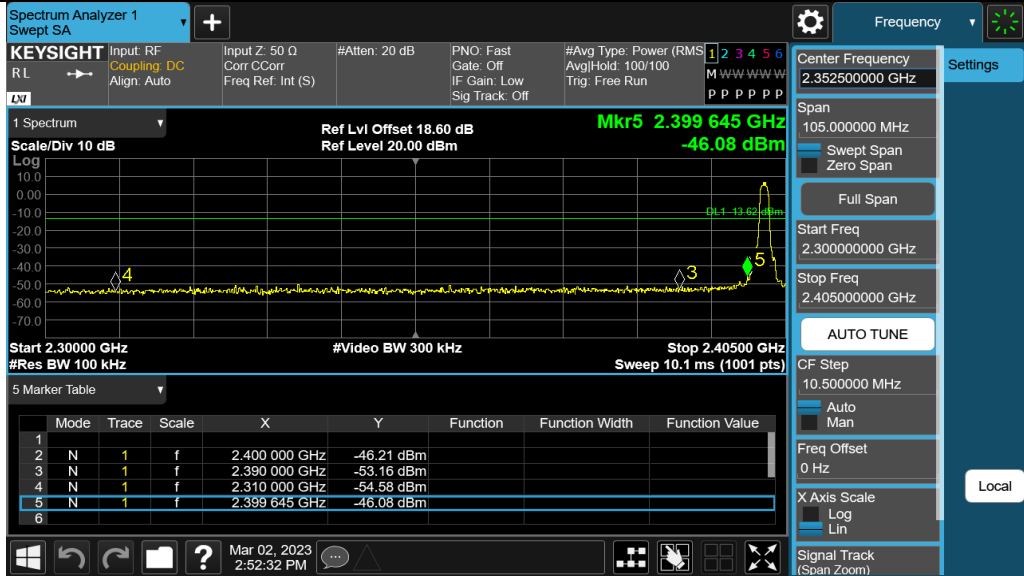 Spectrum Analyzer 1
Swept SA
+
Frequency
KEYSIGHT
R L
LXI
Input: RF
Coupling: DC
Align: Auto
Input Z: 50 Ω
Corr CCorr
Freq Ref: Int (S)
#Atten: 20 dB
PNO: Fast
Gate: Off
IF Gain: Low
Sig Track: Off
#Avg Type: Power (RMS
Avg|Hold: 100/100
Trig: Free Run
1 2 3 4 5 6
M W W W W W
P P P P P P
1 Spectrum
Scale/Div 10 dB
Ref Lvl Offset 18.60 dB
Ref Level 20.00 dBm
Mkr5 2.399 645 GHz
-46.08 dBm
Log
10.0
0.00
-10.0
-20.0
-30.0
-40.0
-50.0
-60.0
-70.0
DL1 -13.62 dBm
4
3
5
Start 2.30000 GHz
#Video BW 300 kHz
Stop 2.40500 GHz
#Res BW 100 kHz
Sweep 10.1 ms (1001 pts)
5 Marker Table
Mode Trace Scale X Y Function Function Width Function Value
1
2 N 1 f 2.400 000 GHz -46.21 dBm
3 N 1 f 2.390 000 GHz -53.16 dBm
4 N 1 f 2.310 000 GHz -54.58 dBm
5 N 1 f 2.399 645 GHz -46.08 dBm
6
?
Mar 02, 2023
2:52:32 PM
Settings
Center Frequency
2.352500000 GHz
Span
105.000000 MHz
Swept Span
Zero Span
Full Span
Start Freq
2.300000000 GHz
Stop Freq
2.405000000 GHz
AUTO TUNE
CF Step
10.500000 MHz
Auto
Man
Freq Offset
0 Hz
X Axis Scale
Log
Lin
Signal Track
(Span Zoom)
Local